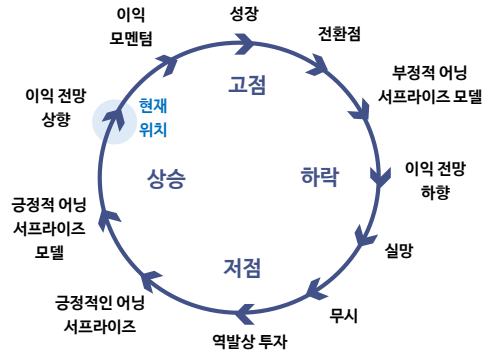 이익
모멘텀
성장
전환점
부정적 어닝
서프라이즈 모델
이익 전망
하향
실망
무시
역발상 투자
긍정적인 어닝
서프라이즈
긍정적 어닝
서프라이즈
모델
이익 전망
상향
현재
위치
고점
상승
하락
저점